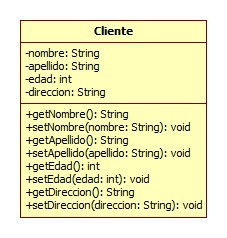 Cliente
-nombre: String
-apellido: String
-edad: int
-direccion: String
+getNombre(): String
+setNombre(nombre: String): void
+getApellido(): String
+setApellido(apellido: String): void
+getEdad(): int
+setEdad(edad: int): void
+getDireccion(): String
+setDireccion(direccion: String): void